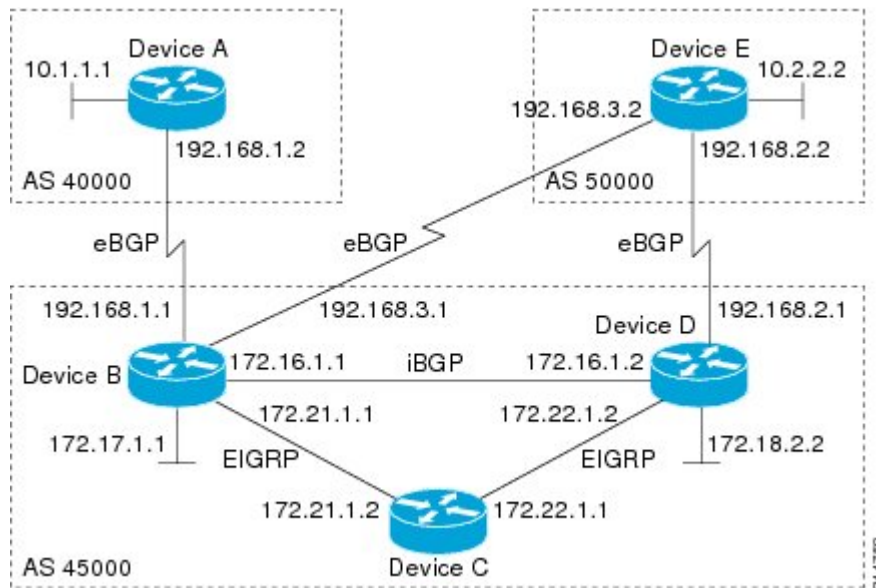 Device A
Device E
10.1.1.1
10.2.2.2
192.168.3.2
192.168.1.2
192.168.2.2
AS 40000
AS 50000
eBGP
eBGP
eBGP
192.168.1.1
192.168.3.1
192.168.2.1
Device D
172.16.1.1
iBGP
172.16.1.2
Device B
172.21.1.1
172.22.1.2
172.17.1.1
172.18.2.2
EIGRP
EIGRP
172.21.1.2
172.22.1.1
AS 45000
Device C